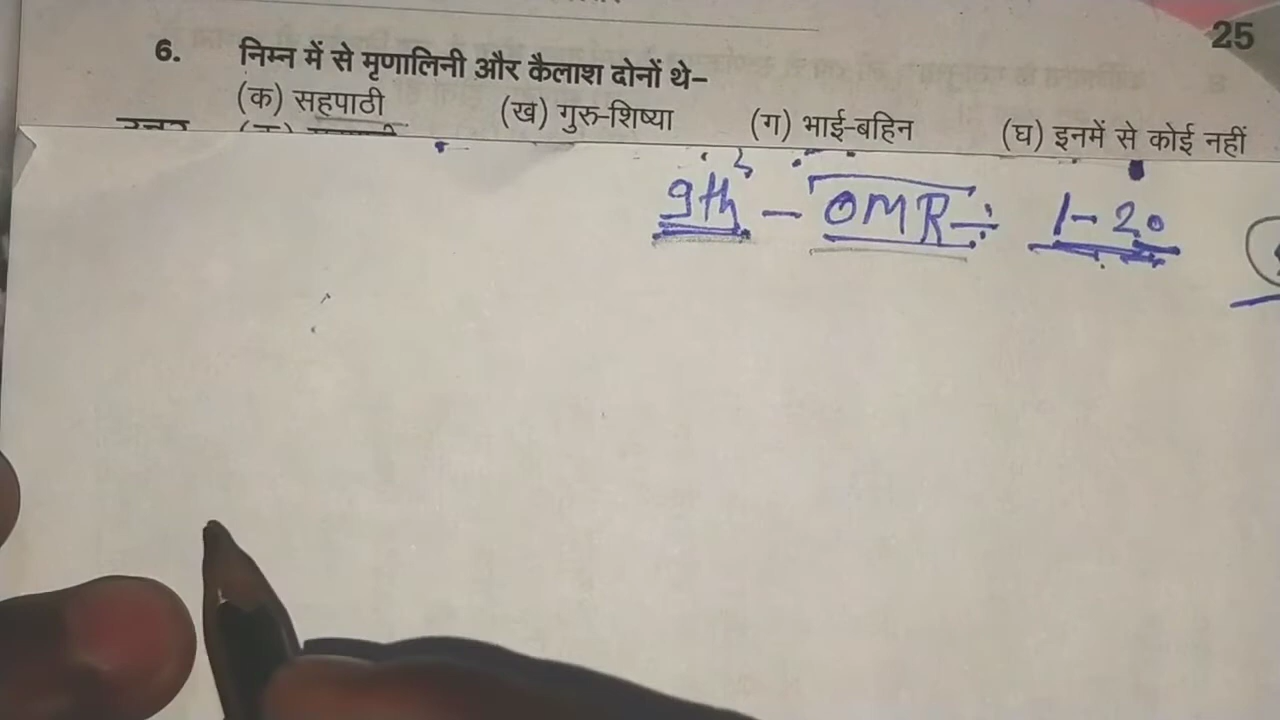 25
6. निम्न में से मृणालिनी और कैलाश दोनों थे–
(क) सहपाठी (ख) गुरु-शिष्या (ग) भाई-बहिन (घ) इनमें से कोई नहीं
9th – OMR÷ 1-20